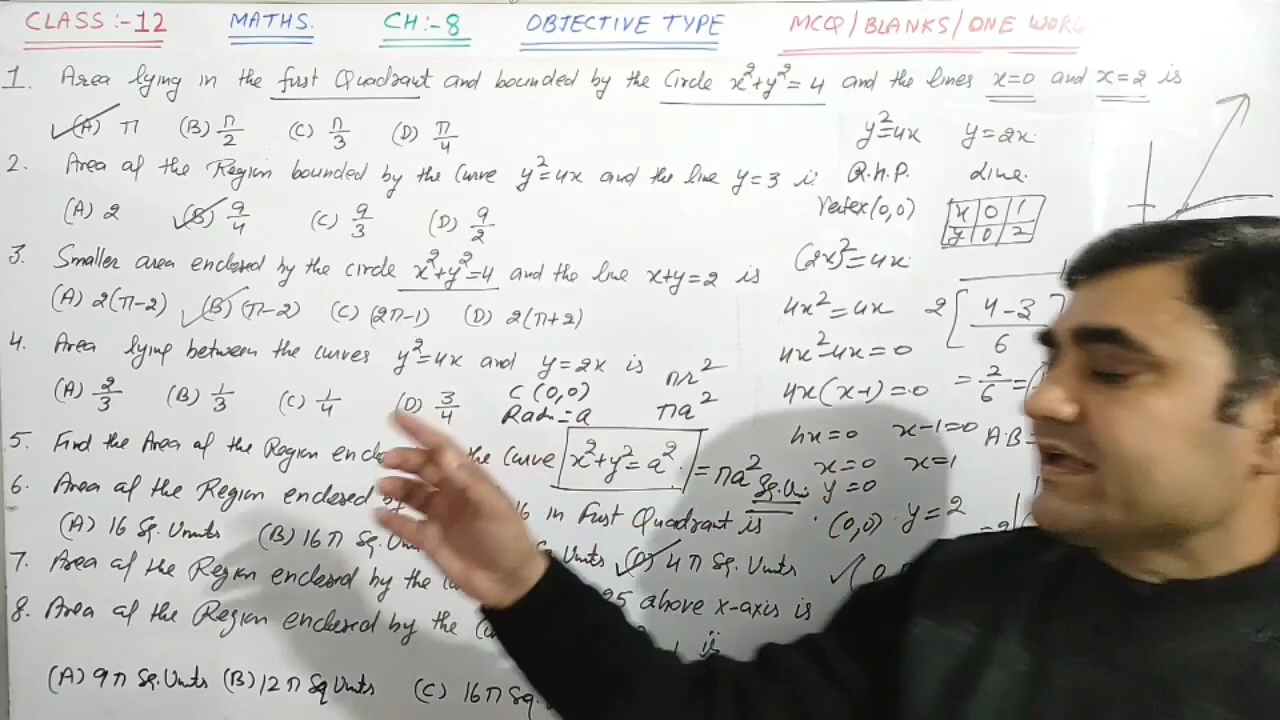 CLASS :- 12 MATHS. CH:-8 OBJECTIVE TYPE MCQ/BLANKS/ONE WORD
1. Area lying in the first Quadrant and bounded by the Circle x²+y²=4 and the lines x=0 and x=2 is
(A) π (B) π/2 (C) π/3 (D) π/4
2. Area of the Region bounded by the Curve y²=4x and the line y=3 is
(A) 2 (B) 9/4 (C) 9/3 (D) 9/2
3. Smaller area enclosed by the circle x²+y²=4 and the line x+y=2 is
(A) 2(π-2) (B) (π-2) (C) (2π-1) (D) 2(π+2)
4. Area lying between the curves y²=4x and y=2x is
(A) 2/3 (B) 1/3 (C) 1/4 (D) 3/4
C (0,0)
Radi=a
πr²
πa²
5. Find the Area of the Region the Curve x²+y²=a². = πa² Sq.Uni
6. Area of the Region enclosed by 16 in First Quadrant is
(A) 16 Sq. Units (B) 16π Sq. Units (D) 4π Sq. Units
7. Area of the Region enclosed by the 25 above x-axis is
8. Area of the Region enclosed by the is
(A) 9π Sq.Units (B) 12π Sq Units (C) 16π Sq.
y²=4x y=2x
R.h.P. Line.
Vertex(0,0)
x 0 1
y 0 2
(2x)²=4x
4x²=4x
4x²-4x=0
4x(x-1)=0
4x=0 x-1=0
x=0 x=1
y=0
(0,0) y=2
2[4-3
6
= 2/6 =
A.B=